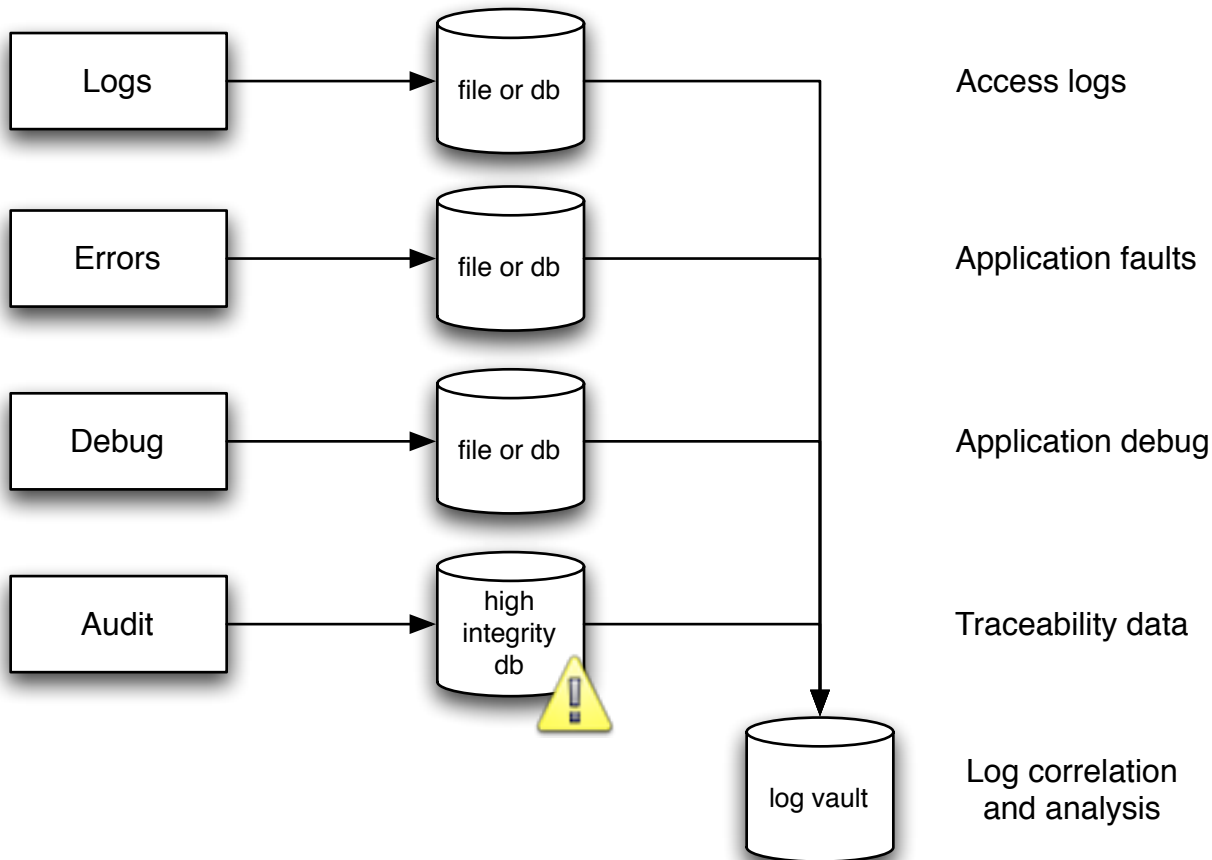 Logs
file or db
Access logs
Errors
file or db
Application faults
Debug
file or db
Application debug
Audit
high
integrity
db
Traceability data
log vault
Log correlation
and analysis